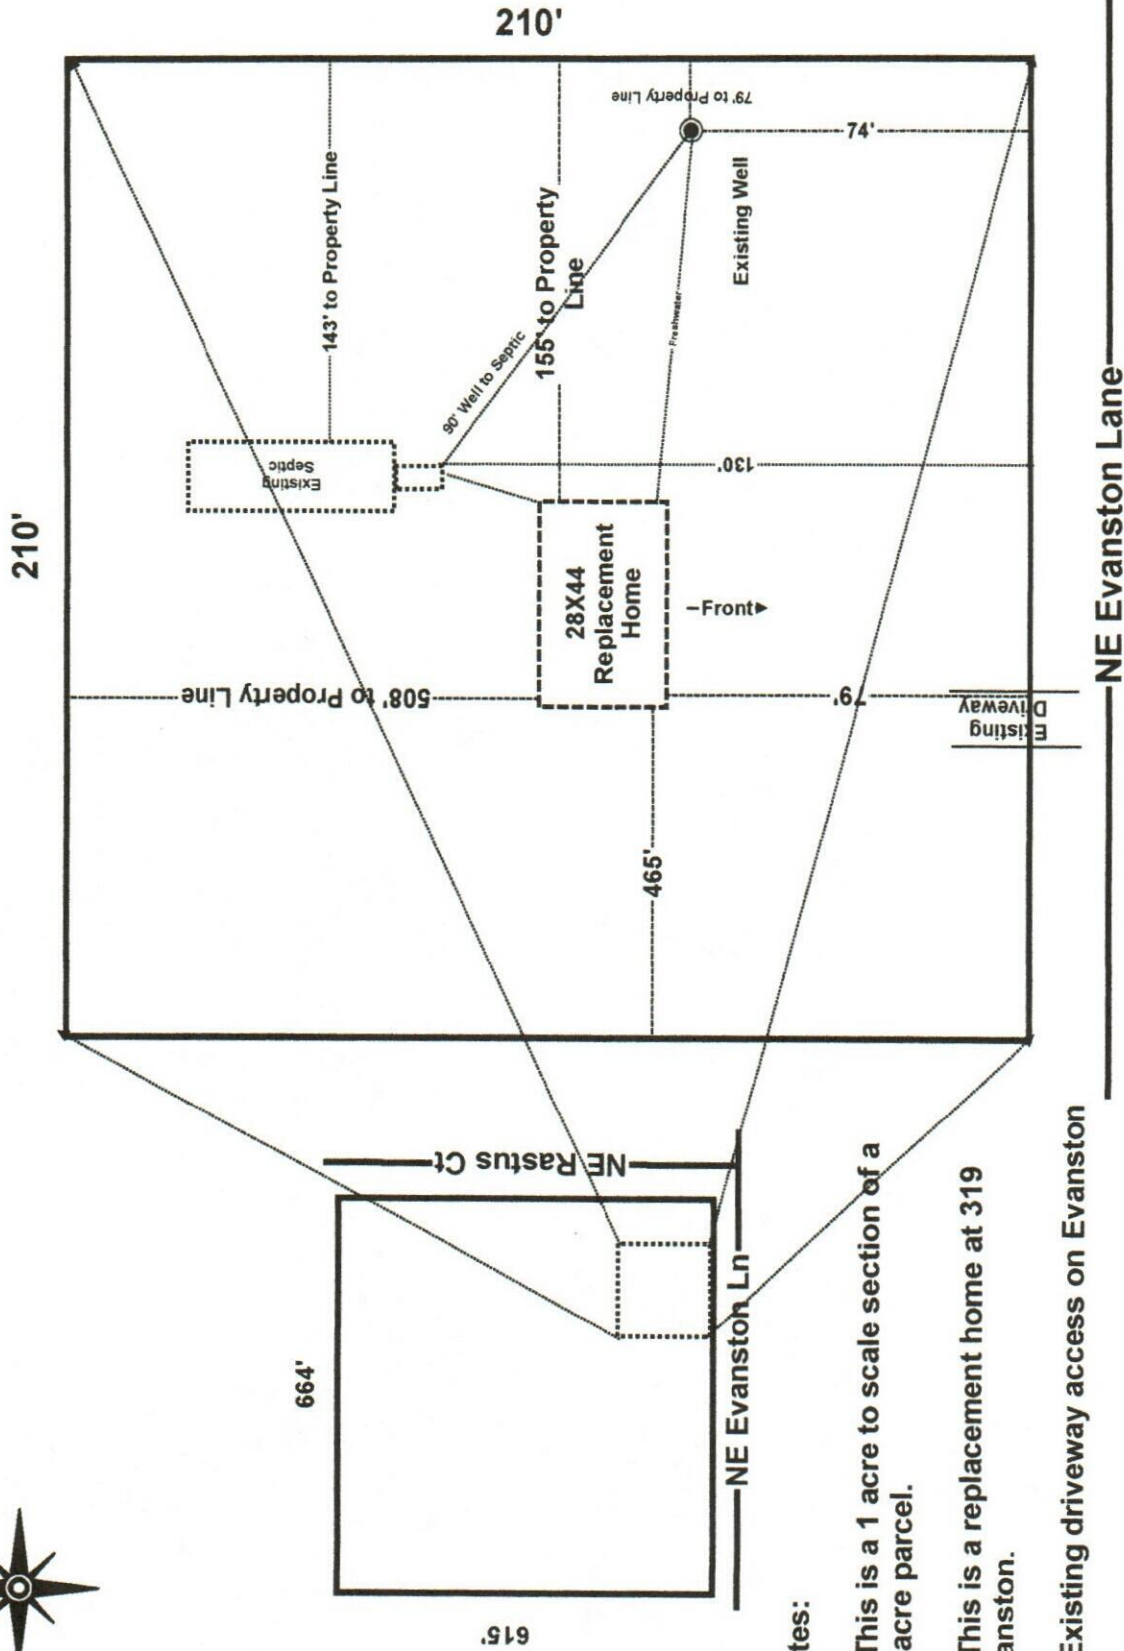 210'
210'
143' to Property Line
155' to Property
Line
79' to Property Line
74'
Existing Well
Freshwater
90' Well to Septic
Existing
Septic
130'
28X44
Replacement
Home
Front
508' to Property Line
79'
465'
Existing
Driveway
NE Evanston Lane
NE Rastus Ct
664'
615'
NE Evanston Ln
tes:
This is a 1 acre to scale section of a
acre parcel.
This is a replacement home at 319
anston.
Existing driveway access on Evanston